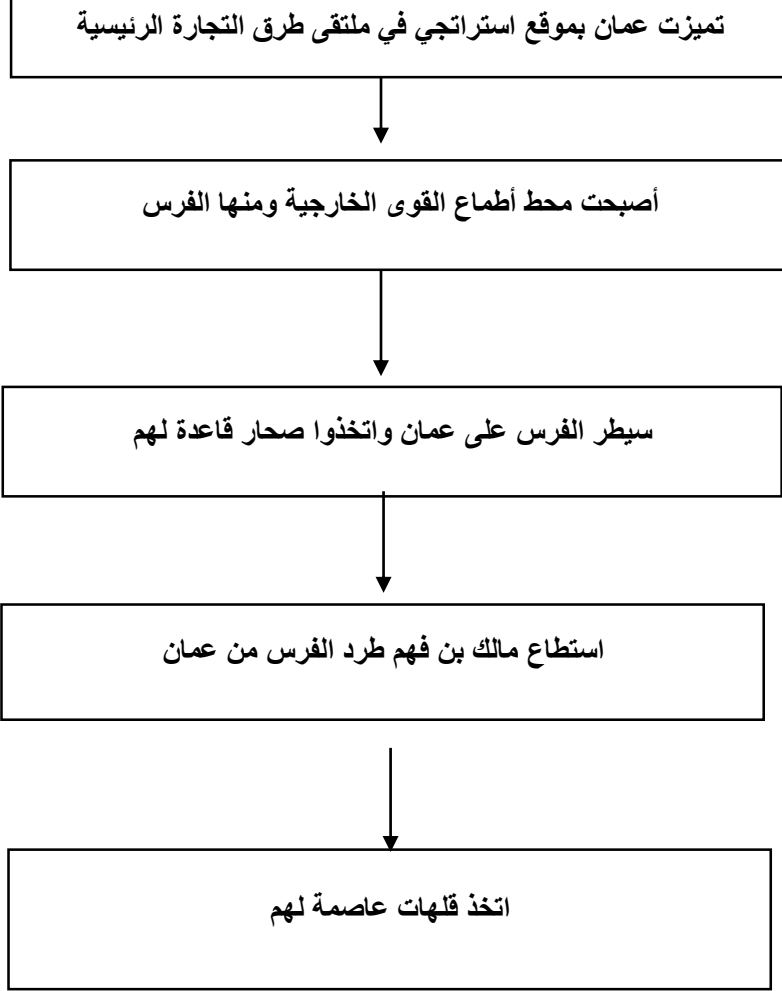 تميزت عمان بموقع استراتجي في ملتقى طرق التجارة الرئيسية
أصبحت محط أطماع القوى الخارجية ومنها الفرس
سيطر الفرس على عمان واتخذوا صحار قاعدة لهم
استطاع مالك بن فهم طرد الفرس من عمان
اتخذ قلهات عاصمة لهم